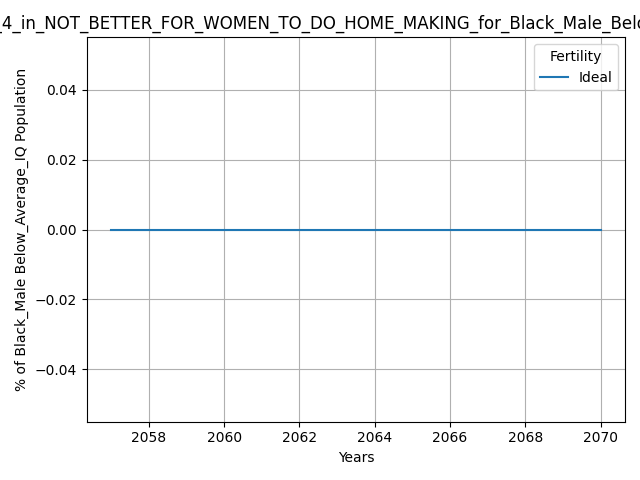 _4_in_NOT_BETTER_FOR_WOMEN_TO_DO_HOME_MAKING_for_Black_Male_Belo
Fertility
Ideal
% of Black_Male Below_Average_IQ Population
0.04
0.02
0.00
−0.02
−0.04
2058 2060 2062 2064 2066 2068 2070
Years